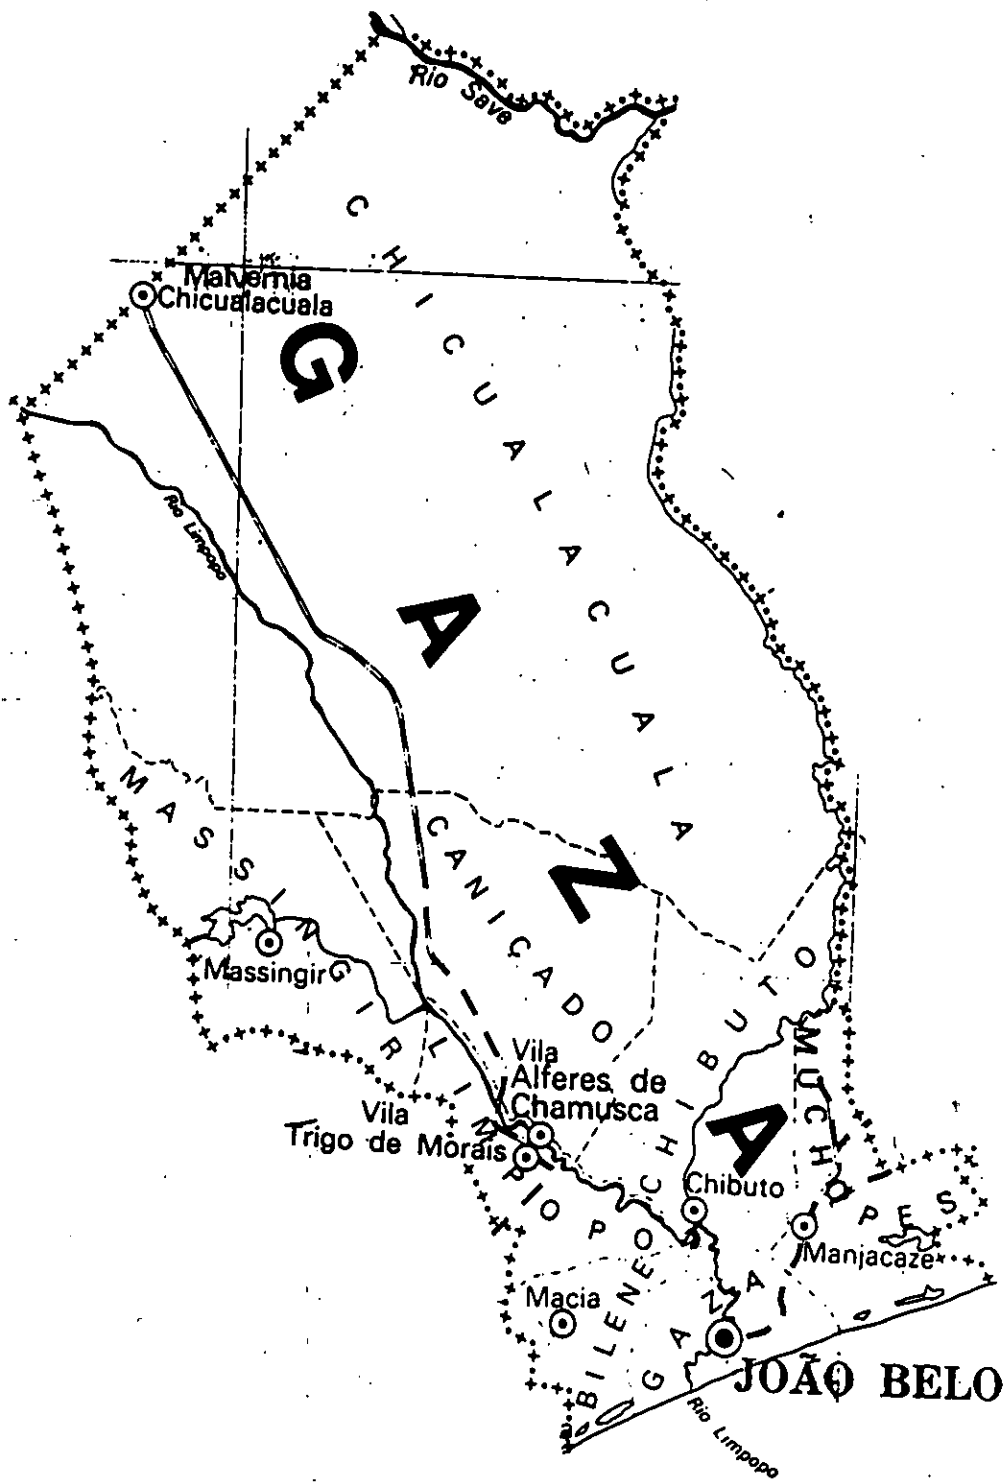 Rio Save
CHICUALACUALA
Malvernia
Chicualacuala
GAZA
Rio Limpopo
MASSINGIR
CANIÇADO
Massingir
LIMPOPO
CHIBUTO
MUCHOPES
Vila
Alferes de
Chamusca
Vila
Trigo de Morais
Chibuto
Manjacaze
Macia
BILENE
GAZA
JOÃO BELO
Rio Limpopo